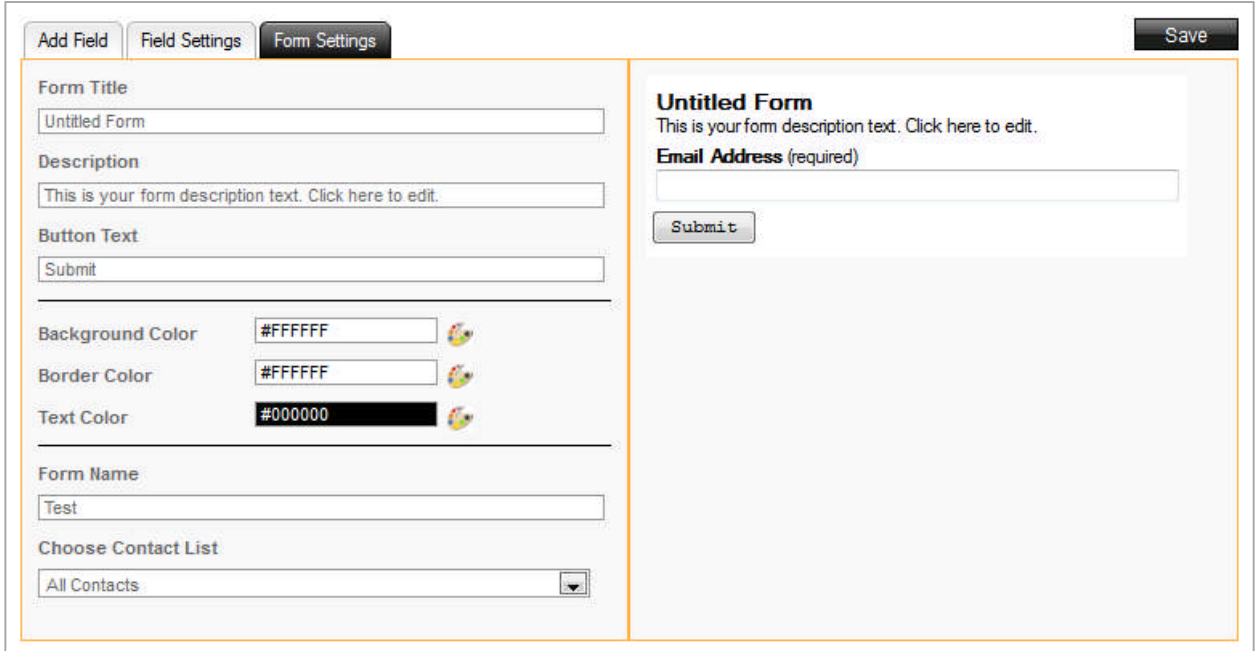 Add Field Field Settings Form Settings Save
Form Title
Untitled Form
Description
This is your form description text. Click here to edit.
Button Text
Submit
Background Color #FFFFFF
Border Color #FFFFFF
Text Color #000000
Form Name
Test
Choose Contact List
All Contacts
Untitled Form
This is your form description text. Click here to edit.
Email Address (required)
Submit